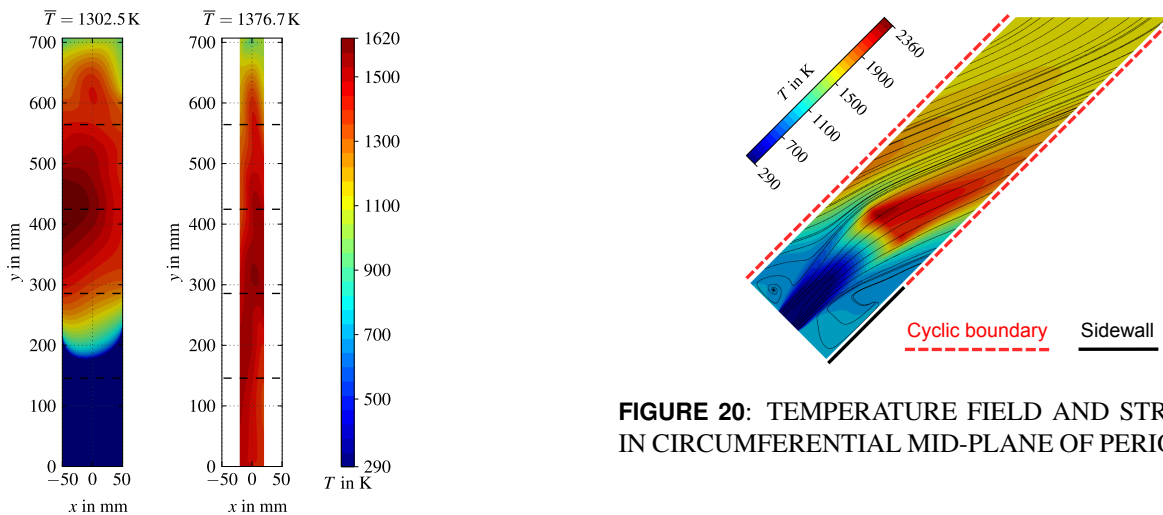 T̅ = 1302.5 K
T̅ = 1376.7 K
700
600
500
400
300
200
100
0
−50 0 50
x in mm
y in mm
700
600
500
400
300
200
100
0
−50 0 50
x in mm
y in mm
1620
1500
1300
1100
900
700
500
290
T in K
T in K
2360
1900
1500
1100
700
290
Cyclic boundary
Sidewall
FIGURE 20: TEMPERATURE FIELD AND STR
IN CIRCUMFERENTIAL MID-PLANE OF PERIO